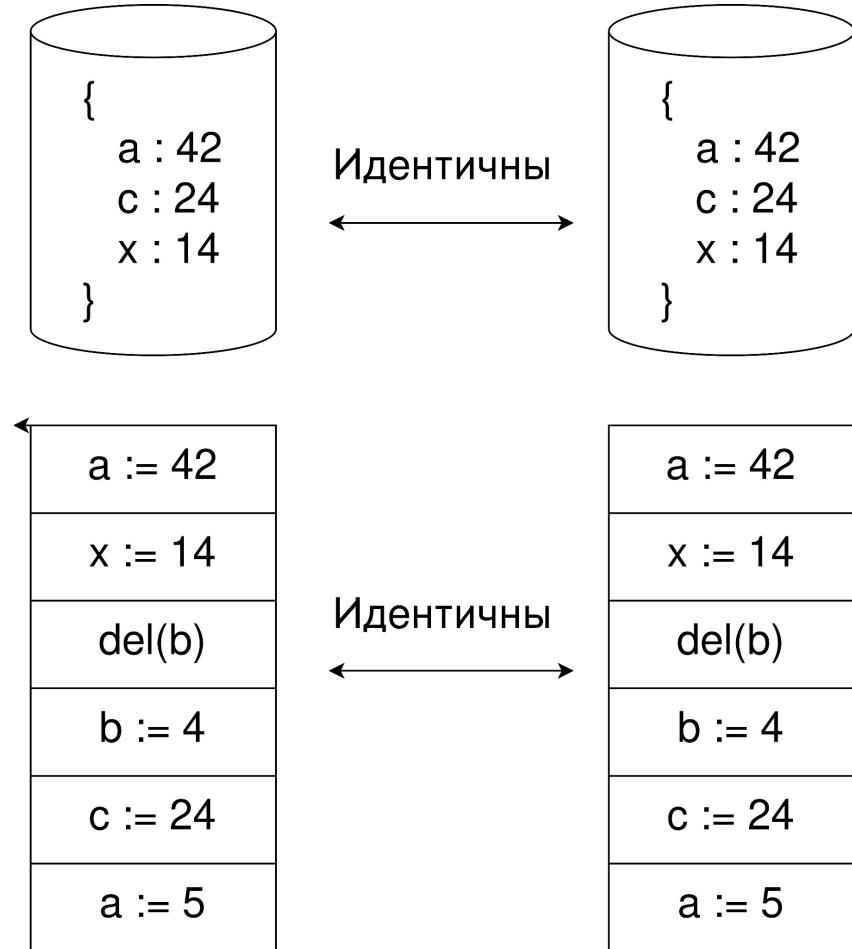 {
a : 42
c : 24
x : 14
}
Идентичны
{
a : 42
c : 24
x : 14
}
a := 42
x := 14
del(b)
b := 4
c := 24
a := 5
Идентичны
a := 42
x := 14
del(b)
b := 4
c := 24
a := 5